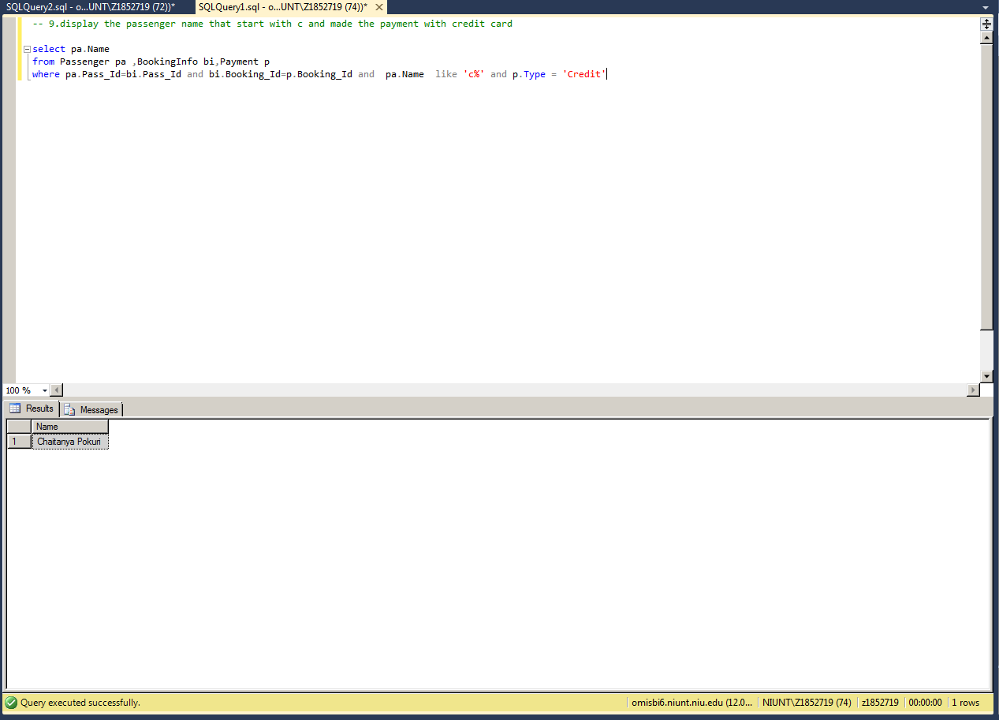 SQLQuery2.sql - o...UNT\Z1852719 (72))* SQLQuery1.sql - o...UNT\Z1852719 (74))*
-- 9.display the passenger name that start with c and made the payment with credit card
select pa.Name
from Passenger pa ,BookingInfo bi,Payment p
where pa.Pass_Id=bi.Pass_Id and bi.Booking_Id=p.Booking_Id and  pa.Name  like 'c%' and p.Type = 'Credit'
100 %
Results Messages
Name
1 Chaitanya Pokuri
Query executed successfully. omisbi6.niunt.niu.edu (12.0... NIUNT\Z1852719 (74) z1852719 00:00:00 1 rows